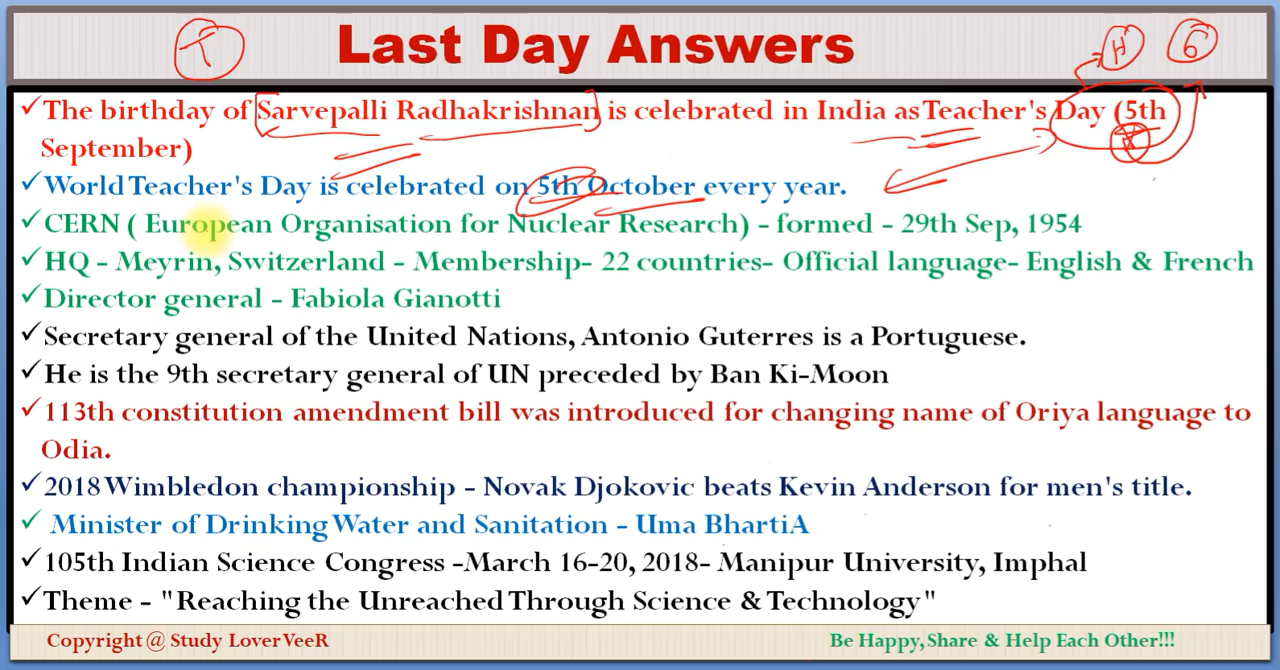 T Last Day Answers H 6
✓The birthday of Sarvepalli Radhakrishnan is celebrated in India as Teacher's Day (5th
September)
✓World Teacher's Day is celebrated on 5th October every year.
✓CERN ( European Organisation for Nuclear Research) - formed - 29th Sep, 1954
✓HQ - Meyrin, Switzerland - Membership- 22 countries- Official language- English & French
✓Director general - Fabiola Gianotti
✓Secretary general of the United Nations, Antonio Guterres is a Portuguese.
✓He is the 9th secretary general of UN preceded by Ban Ki-Moon
✓113th constitution amendment bill was introduced for changing name of Oriya language to
Odia.
✓2018 Wimbledon championship - Novak Djokovic beats Kevin Anderson for men's title.
✓ Minister of Drinking Water and Sanitation - Uma BhartiA
✓105th Indian Science Congress -March 16-20, 2018- Manipur University, Imphal
✓Theme - "Reaching the Unreached Through Science & Technology"
Copyright @ Study Lover VeeR Be Happy, Share & Help Each Other!!!